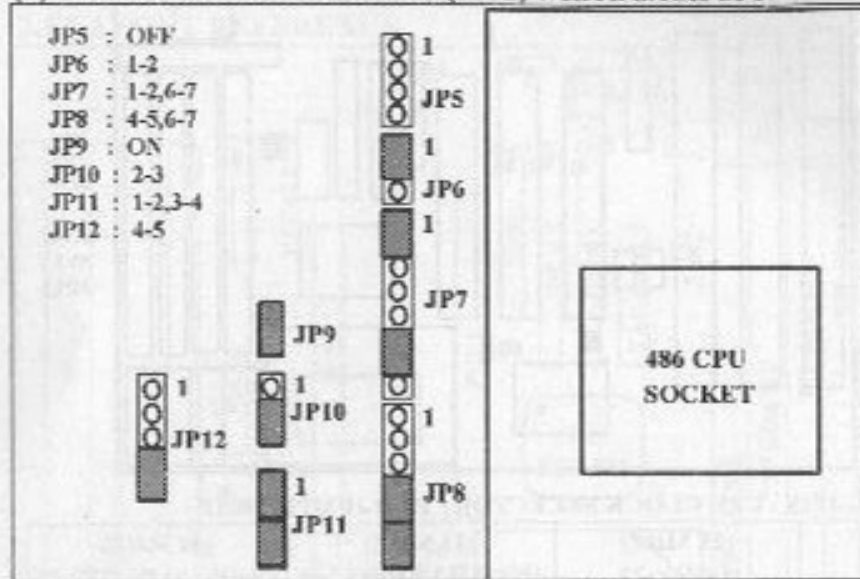 JP5 : OFF
JP6 : 1-2
JP7 : 1-2,6-7
JP8 : 4-5,6-7
JP9 : ON
JP10 : 2-3
JP11 : 1-2,3-4
JP12 : 4-5
1
JP5
1
JP6
1
JP7
JP9
1
JP10
1
JP12
1
JP8
1
JP11
486 CPU
SOCKET